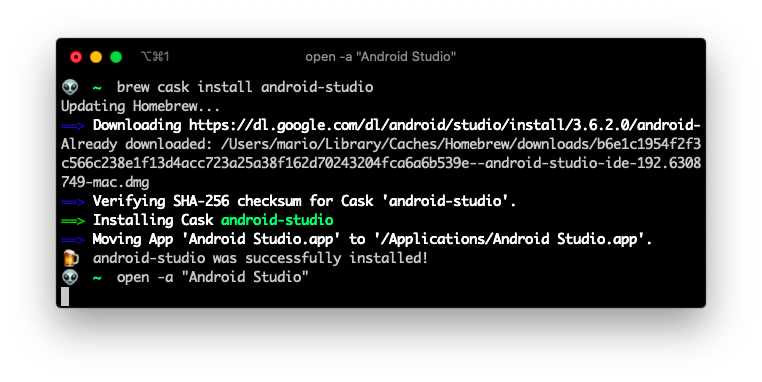 ⌥⌘1 open -a "Android Studio"
👽 ~ brew cask install android-studio
Updating Homebrew...
==> Downloading https://dl.google.com/dl/android/studio/install/3.6.2.0/android-
Already downloaded: /Users/mario/Library/Caches/Homebrew/downloads/b6e1c1954f2f3
c566c238e1f13d4acc723a25a38f162d70243204fca6a6b539e--android-studio-ide-192.6308
749-mac.dmg
==> Verifying SHA-256 checksum for Cask 'android-studio'.
==> Installing Cask android-studio
==> Moving App 'Android Studio.app' to '/Applications/Android Studio.app'.
🍺 android-studio was successfully installed!
👽 ~ open -a "Android Studio"